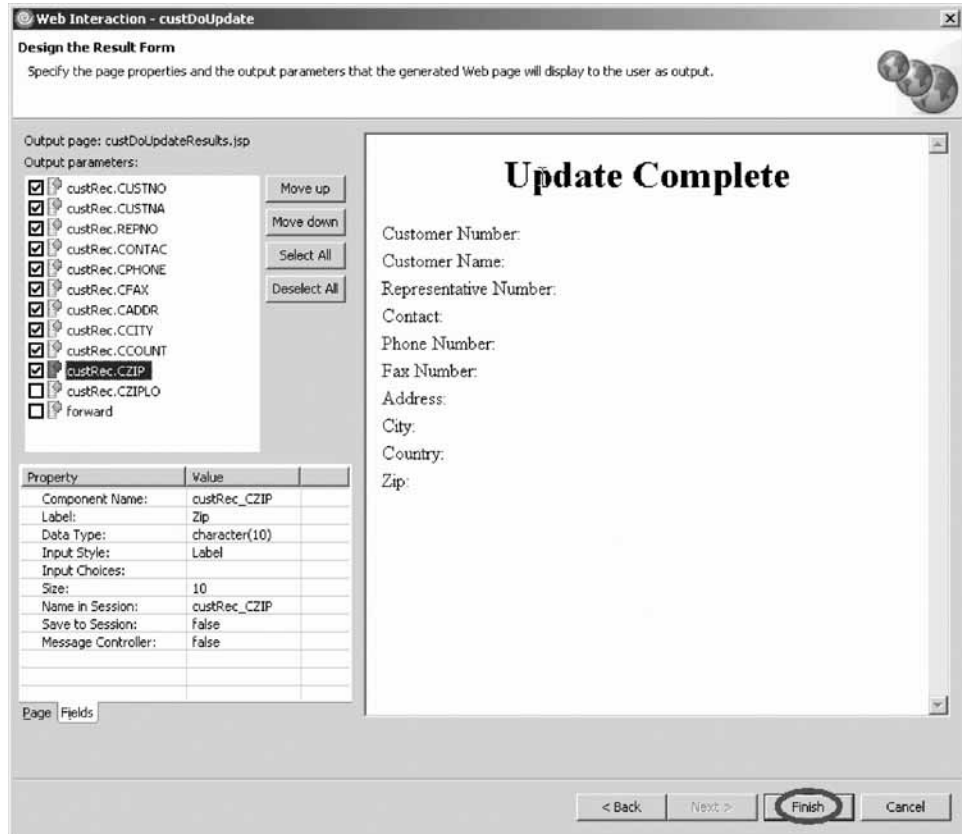 Web Interaction - custDoUpdate
Design the Result Form
Specify the page properties and the output parameters that the generated Web page will display to the user as output.
Output page: custDoUpdateResults.jsp
Output parameters:
custRec.CUSTNO
custRec.CUSTNA
custRec.REPNO
custRec.CONTAC
custRec.CPHONE
custRec.CFAX
custRec.CADDR
custRec.CCITY
custRec.CCOUNT
custRec.CZIP
custRec.CZIPLO
forward
Move up
Move down
Select All
Deselect All
Property Value
Component Name: custRec_CZIP
Label: Zip
Data Type: character(10)
Input Style: Label
Input Choices:
Size: 10
Name in Session: custRec_CZIP
Save to Session: false
Message Controller: false
Page Fields
Update Complete
Customer Number:
Customer Name:
Representative Number:
Contact:
Phone Number:
Fax Number:
Address:
City:
Country:
Zip:
< Back Next > Finish Cancel